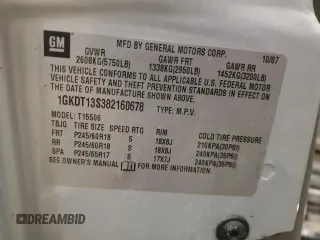 GM
MFD BY GENERAL MOTORS CORP. 10/07
GVWR GAWR FRT GAWR RR
2608KG(5750LB) 1338KG(2950LB) 1452KG(3200LB)
THIS VEHICLE CONFORMS TO ALL APPLICABLE U.S. FEDERAL MOTOR
VEHICLE SAFETY AND THEFT PREVENTION STANDARDS IN EFFECT ON
THE DATE OF MANUFACTURE SHOWN ABOVE.
1GKDT13S382160678 TYPE: M.P.V.
MODEL: T15506
T8JQ TIRE SIZE SPEED RTG RIM COLD TIRE PRESSURE
FRT P245/60R18 S 18X8J 210KPA(30PSI)
RR P245/60R18 S 18X8J 240KPA(35PSI)
SPA P245/65R17 S 17X7J 240KPA(35PSI)
SEE OWNER'S MANUAL FOR ADDITIONAL INFORMATION.
DREAMBID